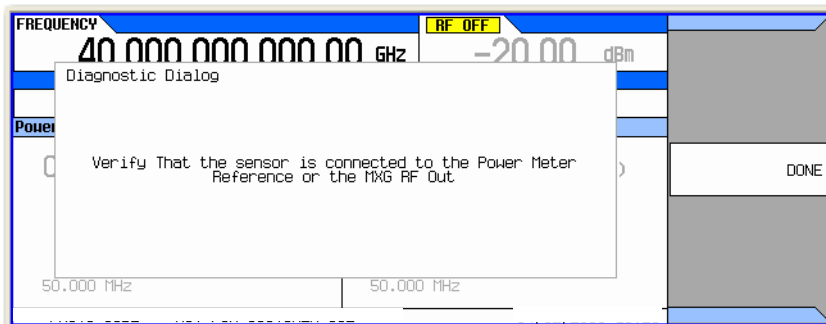 FREQUENCY
RF OFF
40.000 000 000 00 GHz
-20.00 dBm
Diagnostic Dialog
Power
Verify That the sensor is connected to the Power Meter
Reference or the MXG RF Out
DONE
50.000 MHz
50.000 MHz